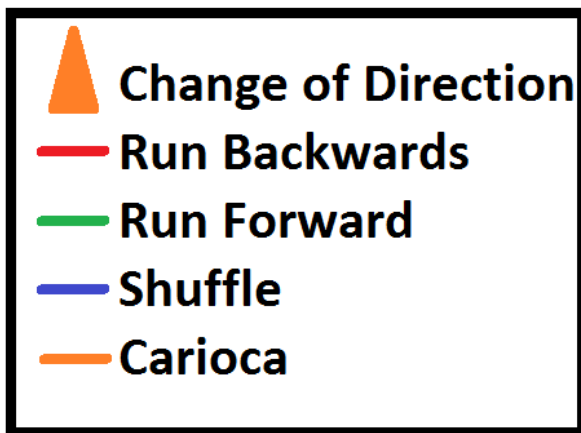 Change of Direction
Run Backwards
Run Forward
Shuffle
Carioca